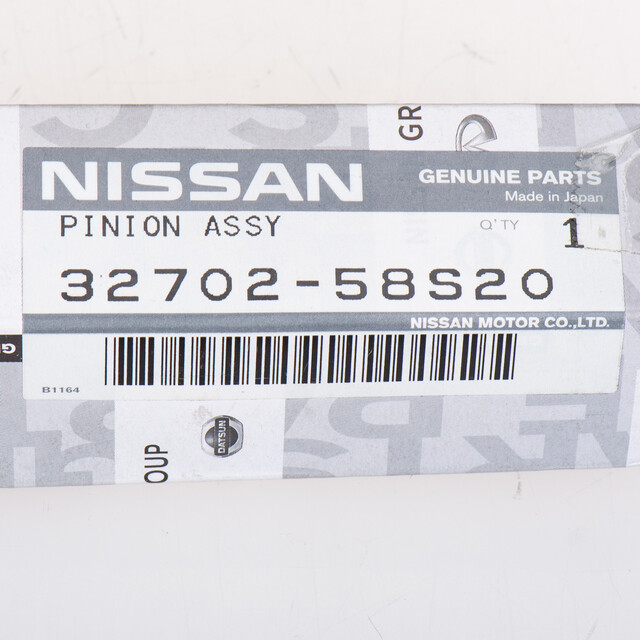 GR
NISSAN
GENUINE PARTS
Made in Japan
PINION ASSY
Q'TY
1
32702-58S20
NISSAN MOTOR CO.,LTD.
B1164
OUP
DATSUN